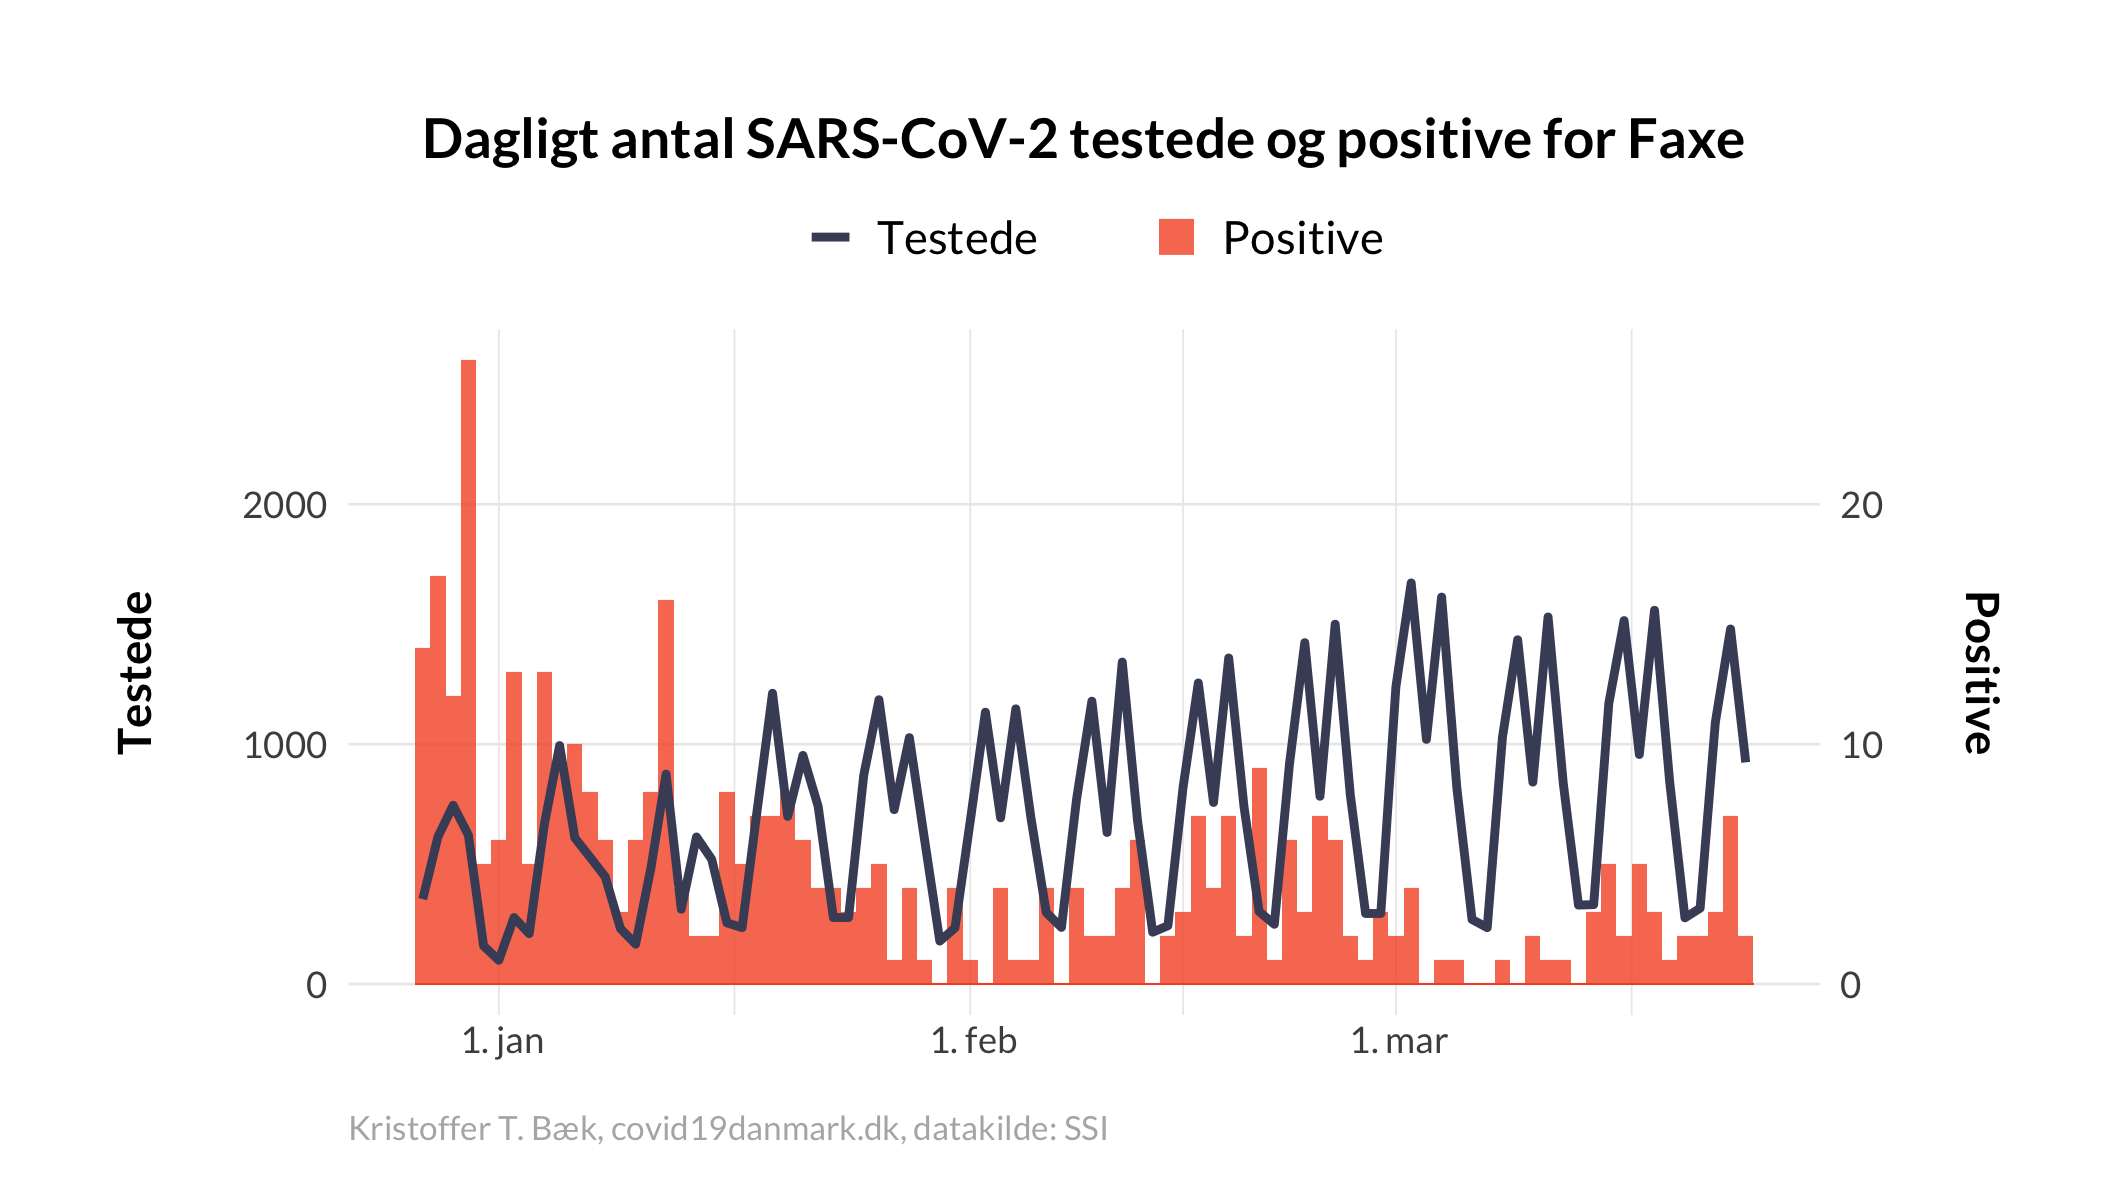 Dagligt antal SARS-CoV-2 testede og positive for Faxe
Testede Positive
2000 20
1000 10
0 0
Testede
Positive
1. jan 1. feb 1. mar
Kristoffer T. Bæk, covid19danmark.dk, datakilde: SSI